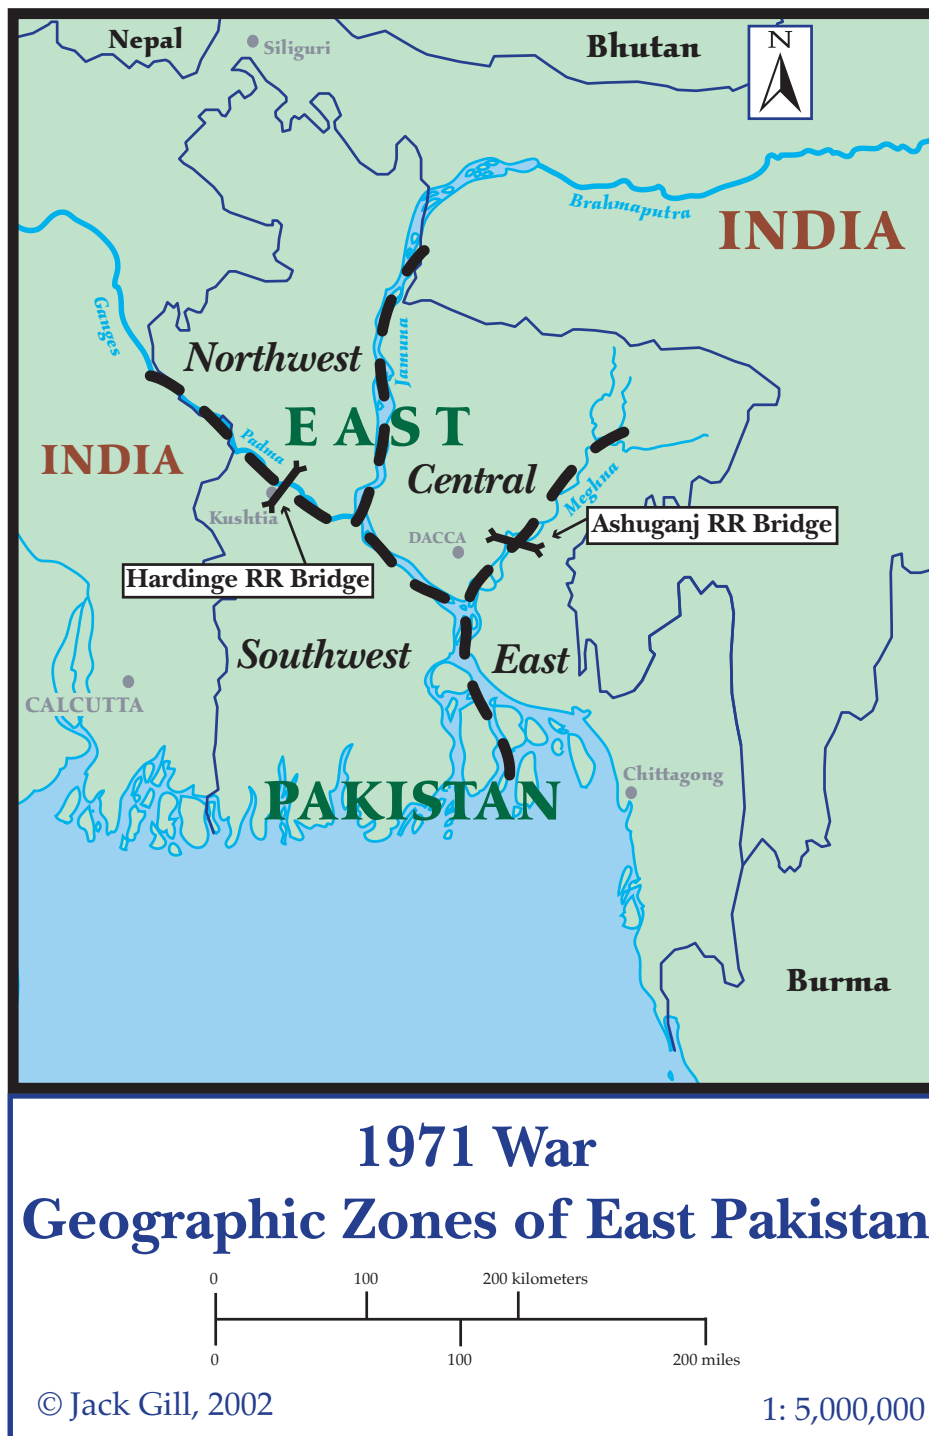 Nepal
Siliguri
Bhutan
N
Brahmaputra
INDIA
Ganges
Jamuna
Northwest
EAST
INDIA
Padma
Central
Meghna
Kushtia
Ashuganj RR Bridge
DACCA
Hardinge RR Bridge
Southwest
East
CALCUTTA
Chittagong
PAKISTAN
Burma
1971 War
Geographic Zones of East Pakistan
0 100 200 kilometers
0 100 200 miles
© Jack Gill, 2002
1: 5,000,000